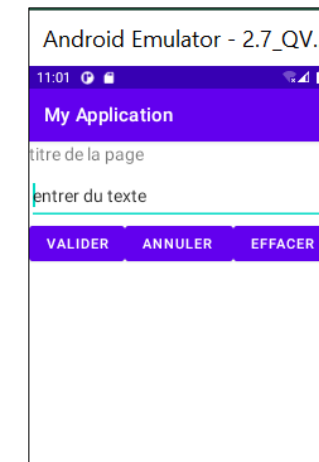 Android Emulator - 2.7_QV.
11:01
My Application
titre de la page
entrer du texte
VALIDER ANNULER EFFACER